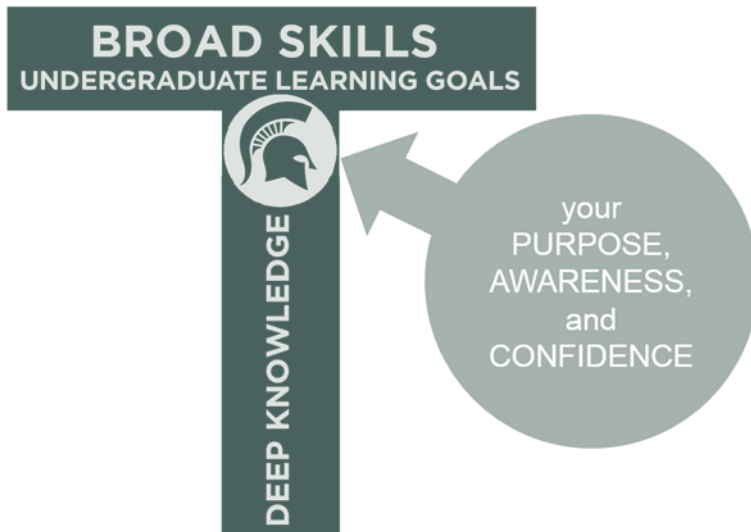 BROAD SKILLS
UNDERGRADUATE LEARNING GOALS
DEEP KNOWLEDGE
your
PURPOSE,
AWARENESS,
and
CONFIDENCE